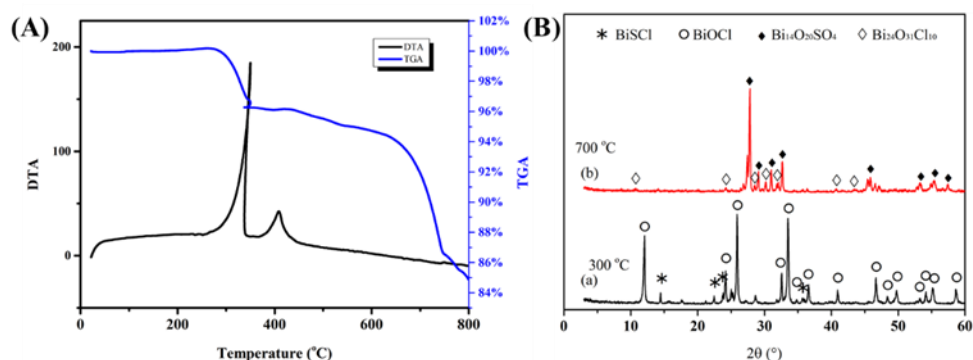 (A)
200
100
0
DTA
DTA
TGA
102%
100%
98%
96%
94%
92%
90%
88%
86%
84%
TGA
0 200 400 600 800
Temperature (°C)
(B)
* BiSCl ○ BiOCl ◆ Bi₁₄O₂₀SO₄ ◇ Bi₂₄O₃₁Cl₁₀
700 °C
(b)
300 °C
(a)
0 10 20 30 40 50 60
2θ (°)